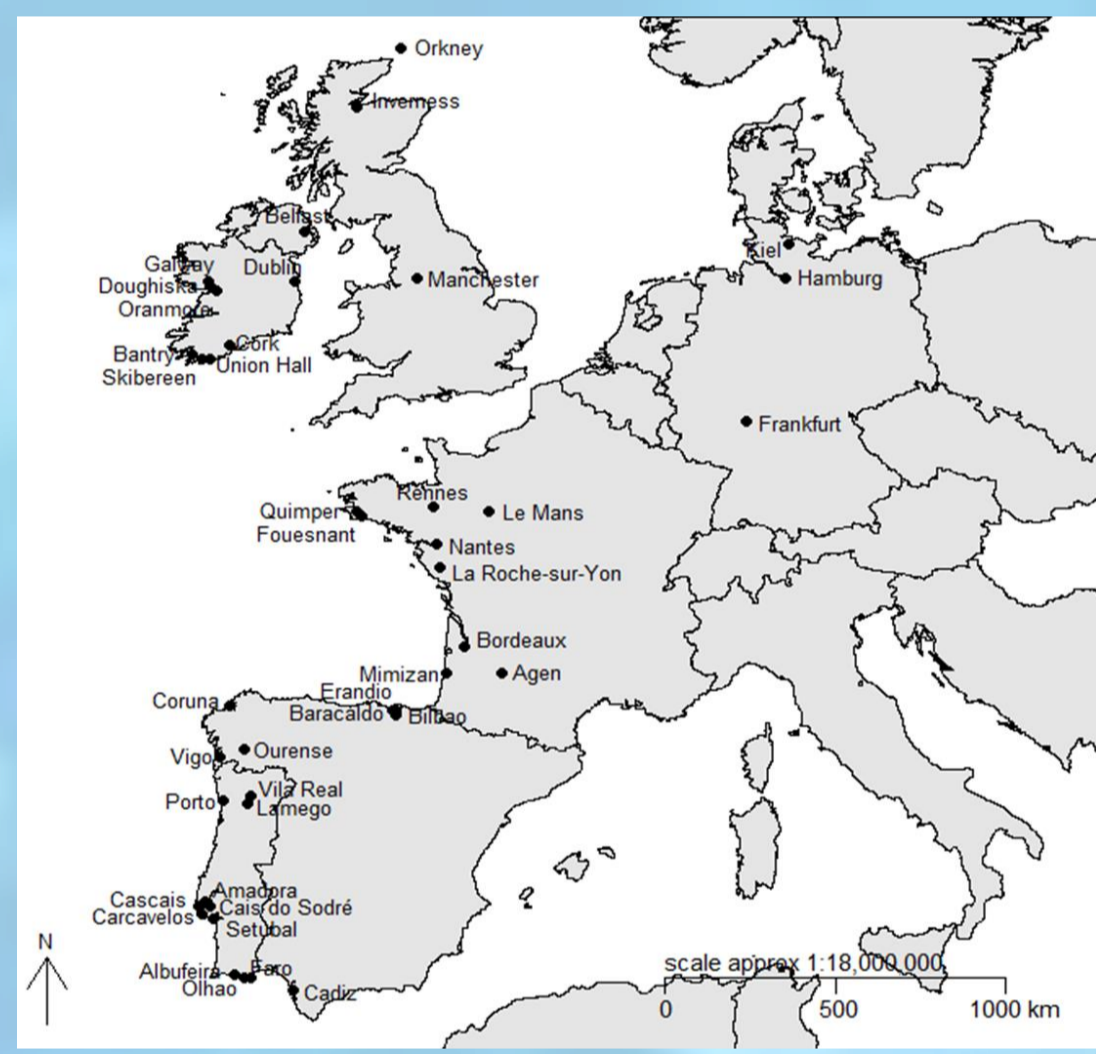 Orkney
Inverness
Belfast
Galway
Dublin
Doughiska
Oranmore
Manchester
Kiel
Hamburg
Cork
Bantry
Union Hall
Skibereen
Frankfurt
Rennes
Quimper
Le Mans
Fouesnant
Nantes
La Roche-sur-Yon
Bordeaux
Mimizan
Agen
Erandio
Coruna
Baracaldo
Bilbao
Ourense
Vigo
Vila Real
Porto
Lamego
Amadora
Cascais
Cais do Sodré
Carcavelos
Setubal
N
Albufeira
Faro
Olhao
Cadiz
scale approx 1:18,000,000
0
500
1000 km